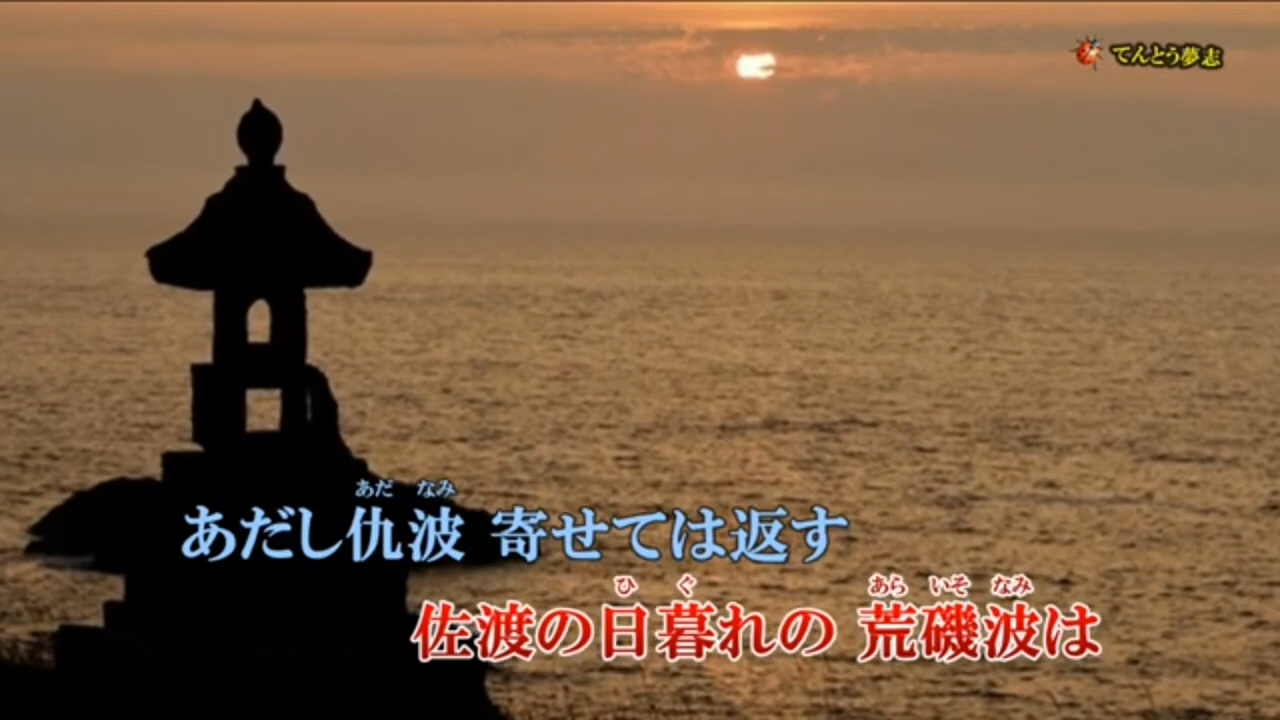 てんとう夢志
あだ なみ
あだし仇波 寄せては返す
ひ ぐ あら いそ なみ
佐渡の日暮れの 荒磯波は